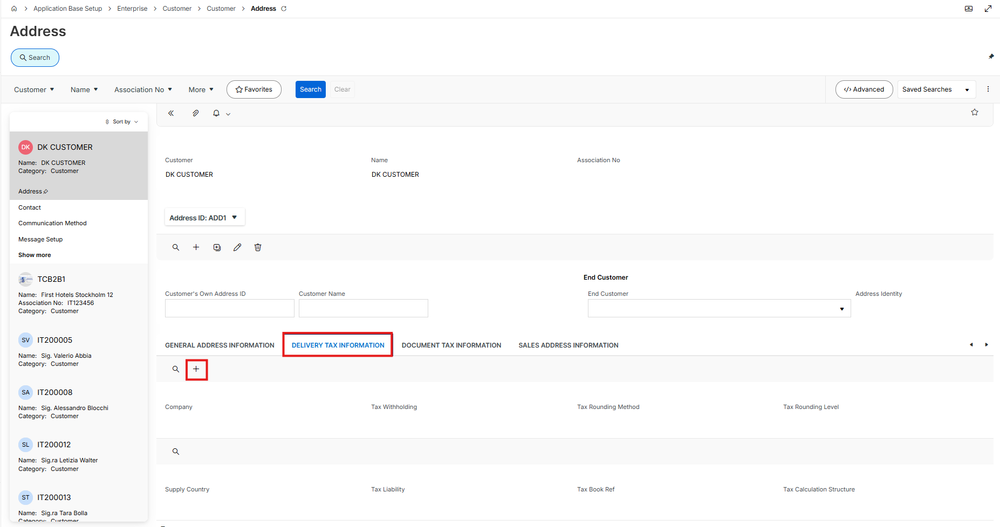 Application Base Setup > Enterprise > Customer > Customer > Address
Address
Search
Customer Name Association No More Favorites Search Clear </> Advanced Saved Searches
Sort by
DK DK CUSTOMER
Name: DK CUSTOMER
Category: Customer
Address
Contact
Communication Method
Message Setup
Show more
TCB2B1
Name: First Hotels Stockholm 12
Association No: IT123456
Category: Customer
SV IT200005
Name: Sig. Valerio Abbia
Category: Customer
SA IT200008
Name: Sig. Alessandro Blocchi
Category: Customer
SL IT200012
Name: Sig.ra Letizia Walter
Category: Customer
ST IT200013
Name: Sig.ra Tara Bolla
Category: Customer
Customer Name Association No
DK CUSTOMER DK CUSTOMER
Address ID: ADD1
End Customer
Customer's Own Address ID Customer Name End Customer Address Identity
GENERAL ADDRESS INFORMATION DELIVERY TAX INFORMATION DOCUMENT TAX INFORMATION SALES ADDRESS INFORMATION
Company Tax Withholding Tax Rounding Method Tax Rounding Level
Supply Country Tax Liability Tax Book Ref Tax Calculation Structure